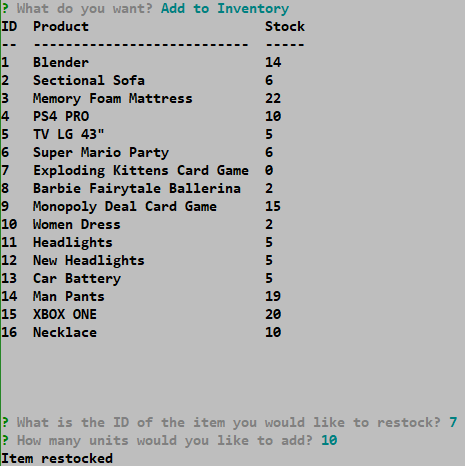 ? What do you want? Add to Inventory
ID  Product                      Stock
--  ---------------------------  -----
1   Blender                      14
2   Sectional Sofa               6
3   Memory Foam Mattress         22
4   PS4 PRO                      10
5   TV LG 43"                    5
6   Super Mario Party            6
7   Exploding Kittens Card Game  0
8   Barbie Fairytale Ballerina   2
9   Monopoly Deal Card Game      15
10  Women Dress                  2
11  Headlights                   5
12  New Headlights               5
13  Car Battery                  5
14  Man Pants                    19
15  XBOX ONE                     20
16  Necklace                     10
? What is the ID of the item you would like to restock? 7
? How many units would you like to add? 10
Item restocked